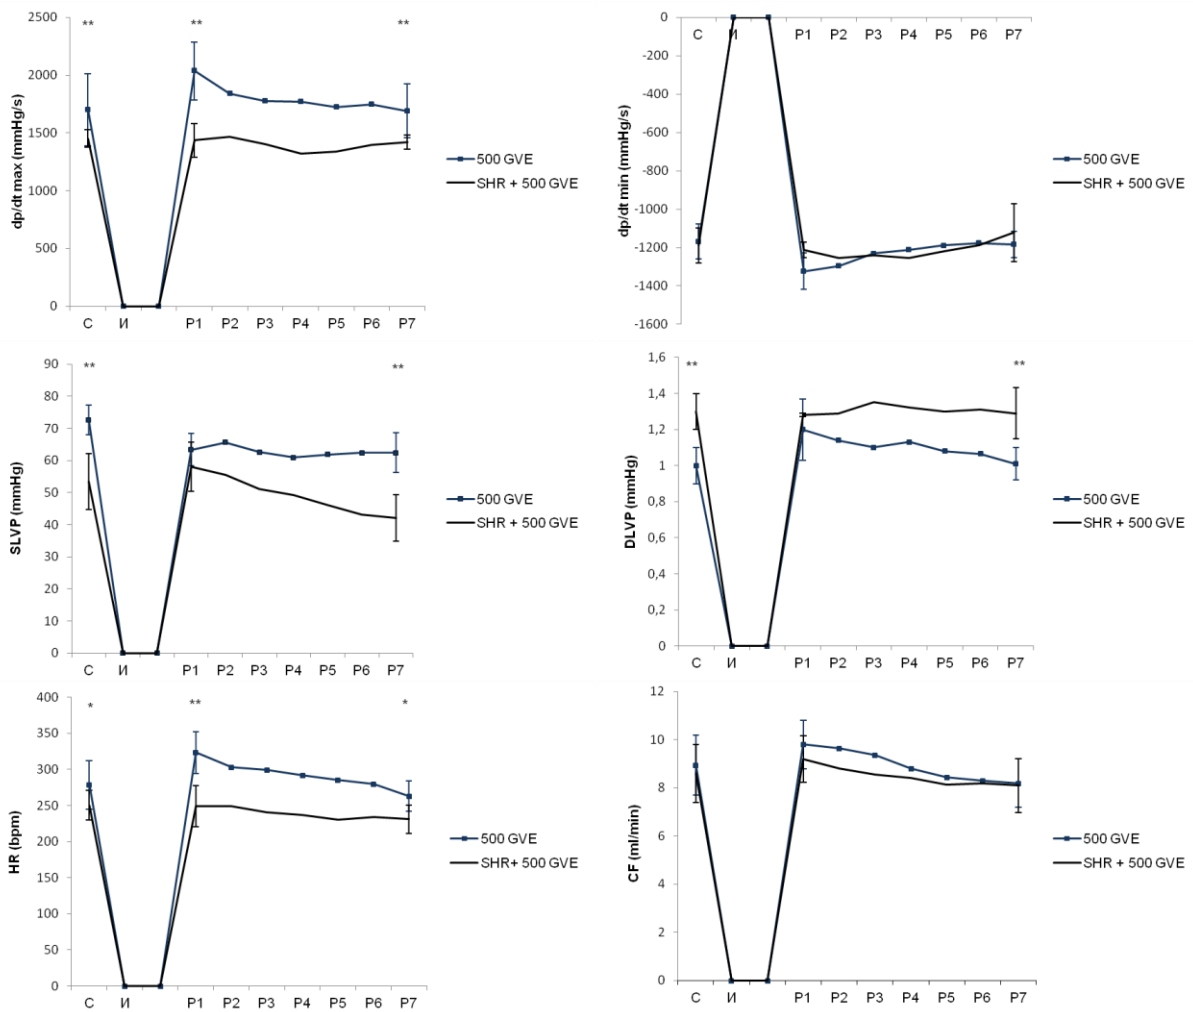 ** ** **
2500
2000
1500
1000
500
0
dp/dt max (mmHg/s)
C И P1 P2 P3 P4 P5 P6 P7
500 GVE
SHR + 500 GVE
0
-200
-400
-600
-800
-1000
-1200
-1400
-1600
dp/dt min (mmHg/s)
C И P1 P2 P3 P4 P5 P6 P7
500 GVE
SHR + 500 GVE
** **
90
80
70
60
50
40
30
20
10
0
SLVP (mmHg)
C И P1 P2 P3 P4 P5 P6 P7
500 GVE
SHR + 500 GVE
** **
1,6
1,4
1,2
1
0,8
0,6
0,4
0,2
0
DLVP (mmHg)
C И P1 P2 P3 P4 P5 P6 P7
500 GVE
SHR + 500 GVE
* ** *
400
350
300
250
200
150
100
50
0
HR (bpm)
C И P1 P2 P3 P4 P5 P6 P7
500 GVE
SHR+ 500 GVE
12
10
8
6
4
2
0
CF (ml/min)
C И P1 P2 P3 P4 P5 P6 P7
500 GVE
SHR + 500 GVE